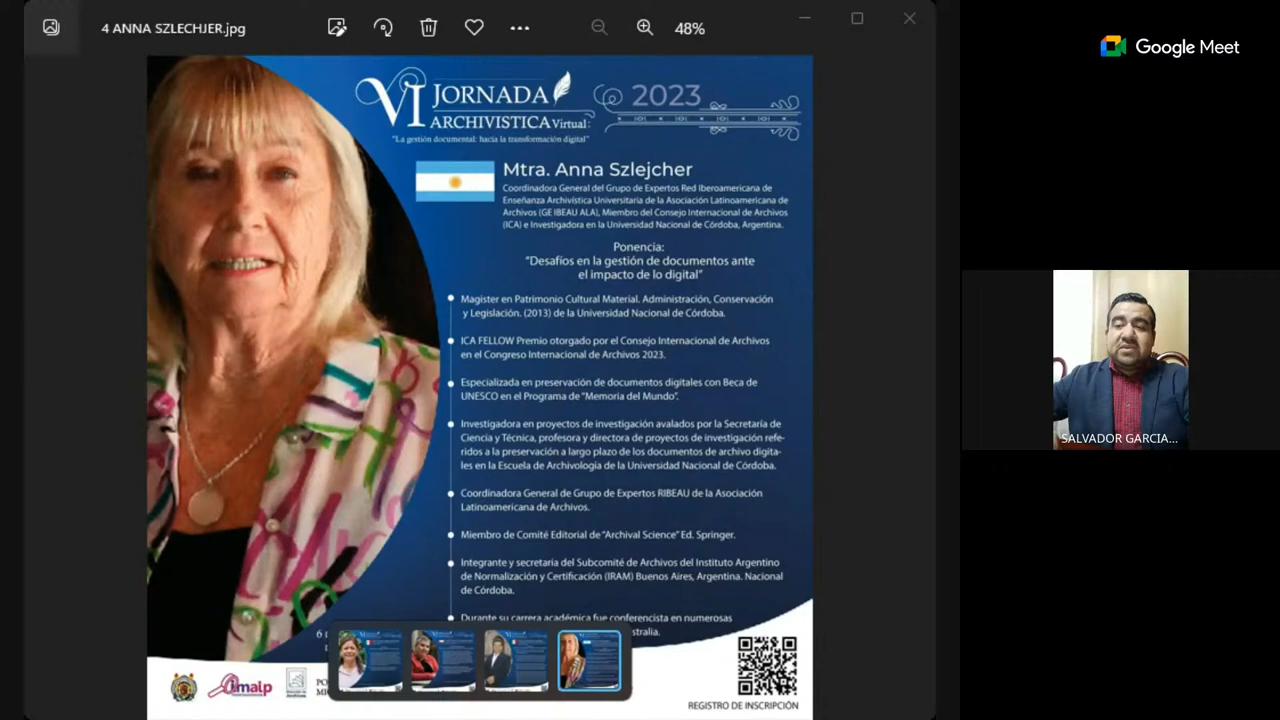 4 ANNA SZLECHJER.jpg
48%
Google Meet
VI JORNADA
ARCHIVISTICA Virtual:
"La gestión documental: hacia la transformación digital"
2023
Mtra. Anna Szlejcher
Coordinadora General del Grupo de Expertos Red Iberoamericana de
Enseñanza Archivística Universitaria de la Asociación Latinoamericana de
Archivos (GE IBEAU ALA), Miembro del Consejo Internacional de Archivos
(ICA) e Investigadora en la Universidad Nacional de Córdoba, Argentina.
Ponencia:
"Desafíos en la gestión de documentos ante
el impacto de lo digital"
Magister en Patrimonio Cultural Material. Administración, Conservación
y Legislación. (2013) de la Universidad Nacional de Córdoba.
ICA FELLOW Premio otorgado por el Consejo Internacional de Archivos
en el Congreso Internacional de Archivos 2023.
Especializada en preservación de documentos digitales con Beca de
UNESCO en el Programa de "Memoria del Mundo".
Investigadora en proyectos de investigación avalados por la Secretaría de
Ciencia y Técnica, profesora y directora de proyectos de investigación refe-
ridos a la preservación a largo plazo de los documentos de archivo digita-
les en la Escuela de Archivología de la Universidad Nacional de Córdoba.
Coordinadora General de Grupo de Expertos RIBEAU de la Asociación
Latinoamericana de Archivos.
Miembro de Comité Editorial de "Archival Science" Ed. Springer.
Integrante y secretaria del Subcomité de Archivos del Instituto Argentino
de Normalización y Certificación (IRAM) Buenos Aires, Argentina. Nacional
de Córdoba.
Durante su carrera académica fue conferencista en numerosas
stralia.
6
imalp
REGISTRO DE INSCRIPCIÓN
SALVADOR GARCIA...